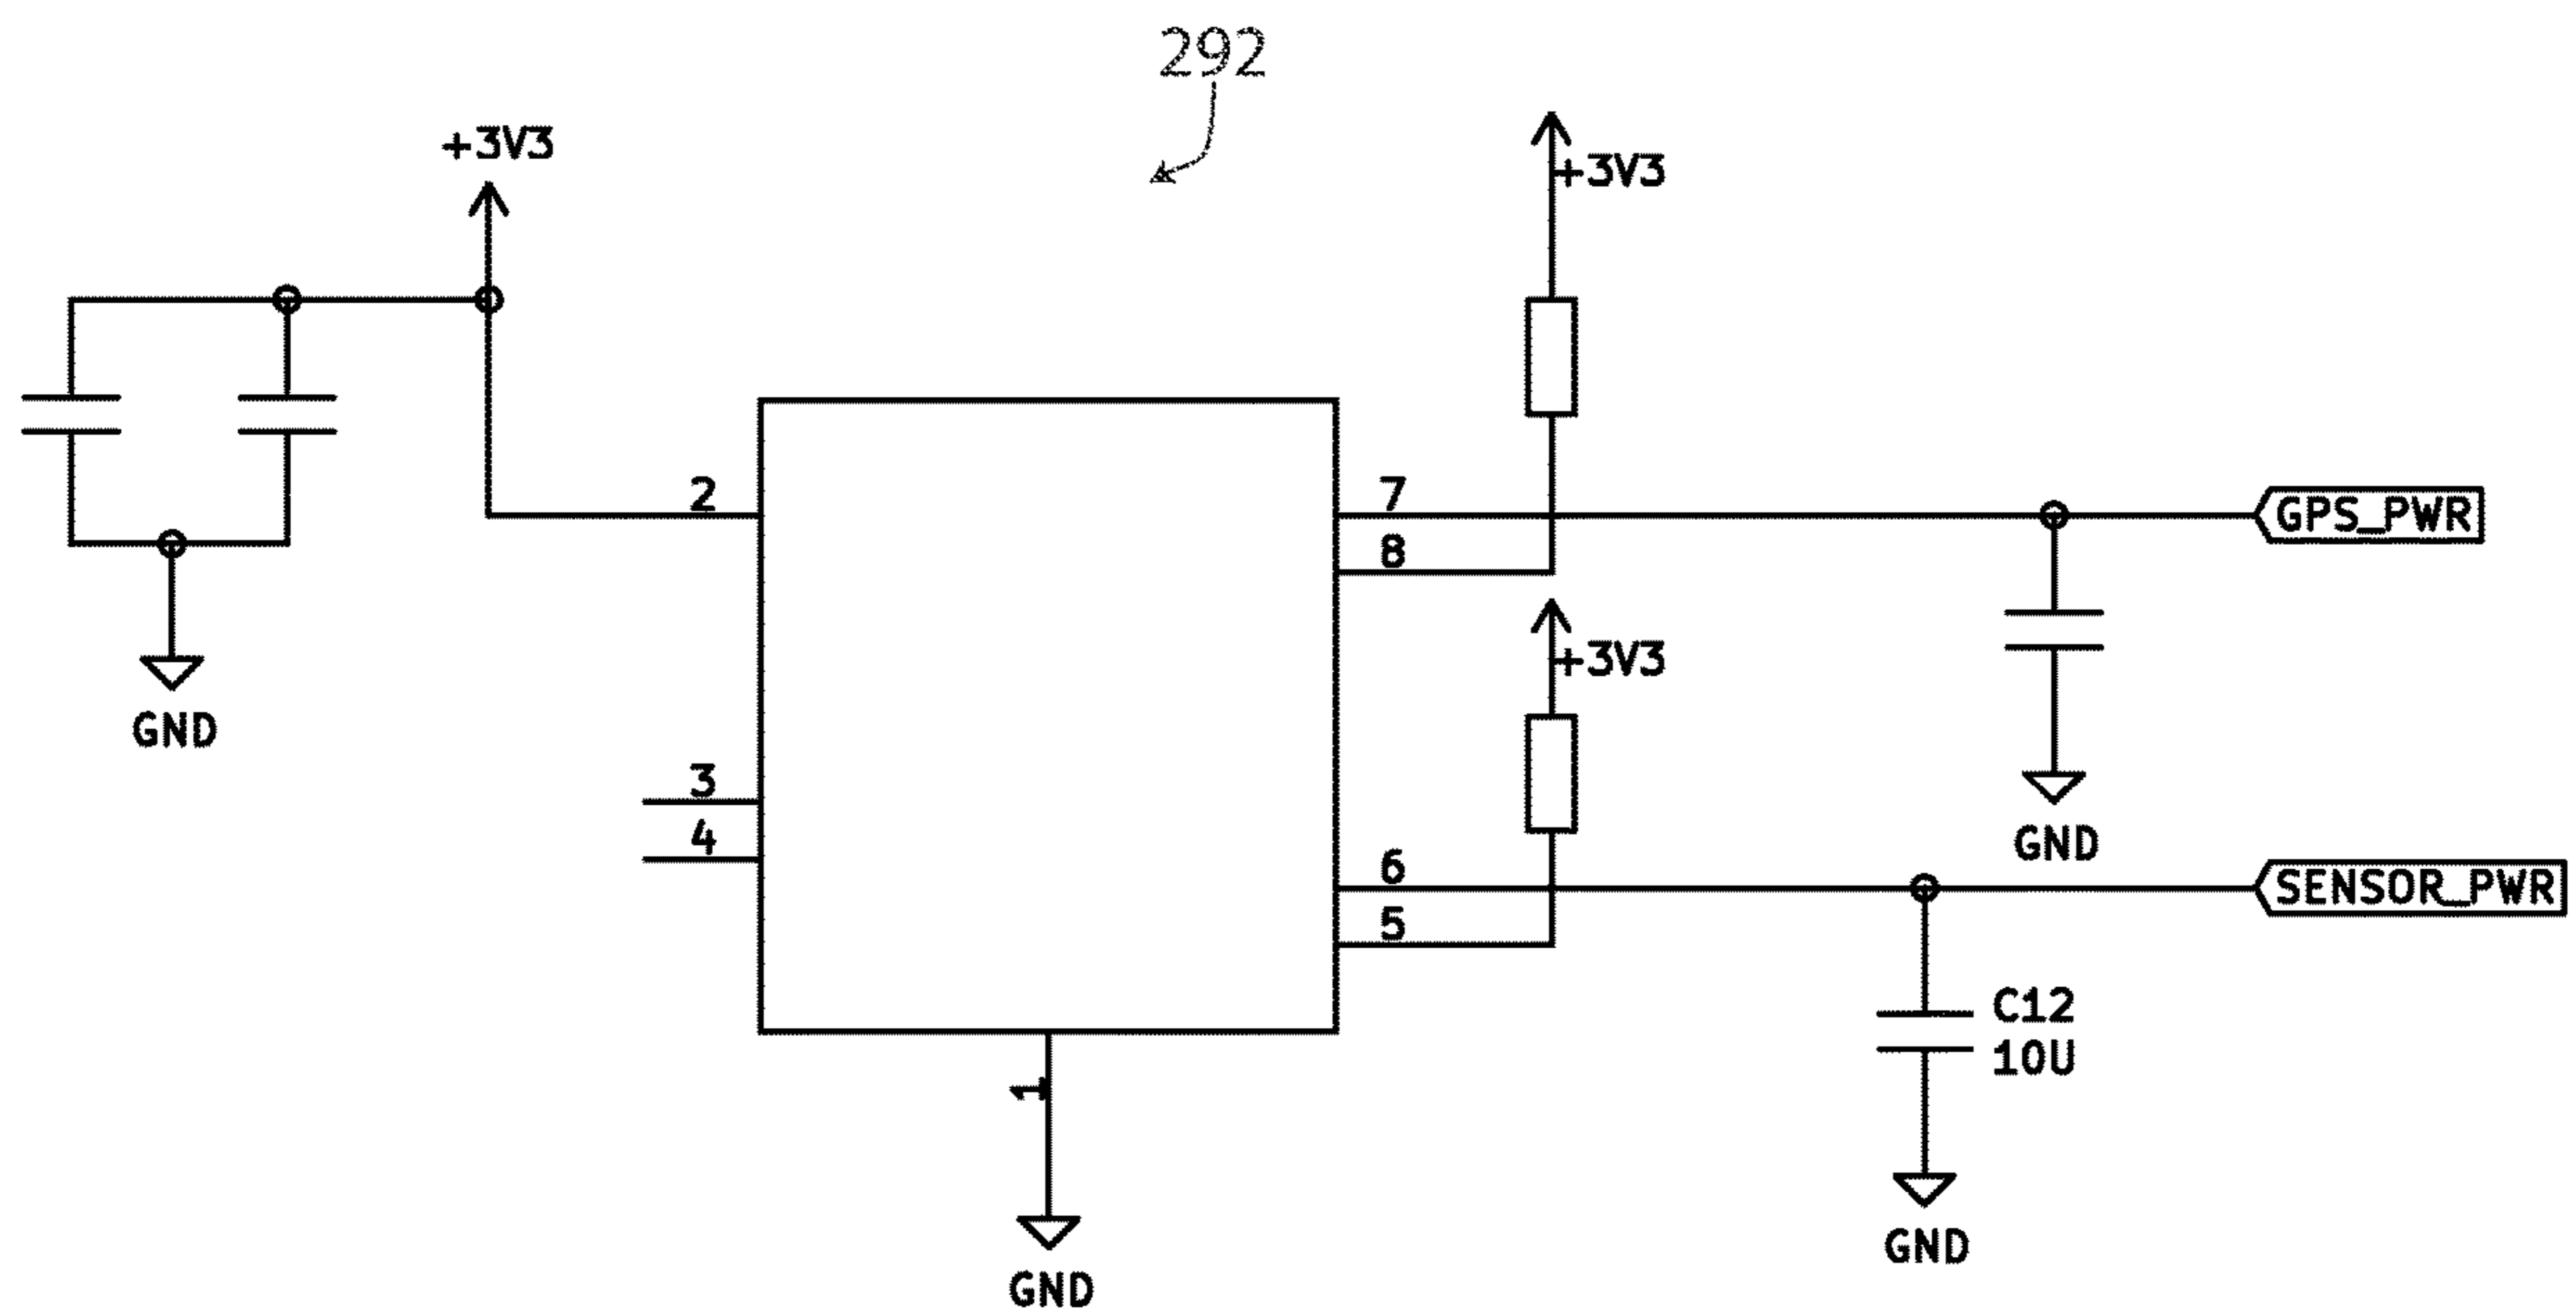 292
+3V3
+3V3
2
7
GPS_PWR
8
+3V3
GND
3
4
GND
6
SENSOR_PWR
5
C12
10U
1
GND
GND